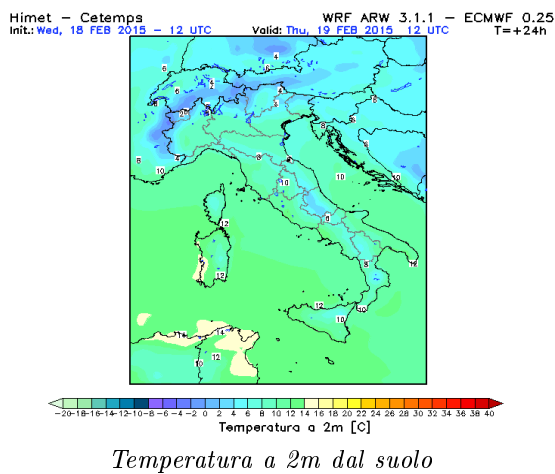 Himet – Cetemps WRF ARW 3.1.1 – ECMWF 0.25
Init.: Wed, 18 FEB 2015 – 12 UTC Valid: Thu, 19 FEB 2015 12 UTC T=+24h
-20-18-16-14-12-10-8 -6 -4 -2 0 2 4 6 8 10 12 14 16 18 20 22 24 26 28 30 32 34 36 38 40
Temperatura a 2m [C]
Temperatura a 2m dal suolo